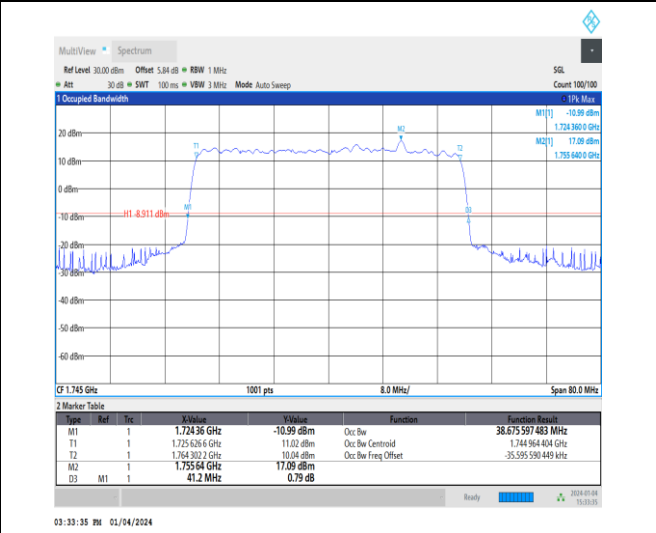 MultiView Spectrum
Ref Level 30.00 dBm Offset 5.84 dB RBW 1 MHz SGL
Att 30 dB SWT 100 ms VBW 3 MHz Mode Auto Sweep Count 100/100
1 Occupied Bandwidth 1Pk Max
M1[1] -10.99 dBm
1.724 360 0 GHz
M2[1] 17.09 dBm
1.755 640 0 GHz
20 dBm
M2
T1
T2
10 dBm
0 dBm
M1
D3
-10 dBm
H1 -8.911 dBm
-20 dBm
-30 dBm
-40 dBm
-50 dBm
-60 dBm
CF 1.745 GHz 1001 pts 8.0 MHz/ Span 80.0 MHz
2 Marker Table
Type Ref Trc X-Value Y-Value Function Function Result
M1 1 1.724 36 GHz -10.99 dBm Occ Bw 38.675 597 483 MHz
T1 1 1.725 626 6 GHz 11.02 dBm Occ Bw Centroid 1.744 964 404 GHz
T2 1 1.764 302 2 GHz 10.04 dBm Occ Bw Freq Offset -35.595 590 449 kHz
M2 1 1.755 64 GHz 17.09 dBm
D3 M1 1 41.2 MHz 0.79 dB
Ready 2024-01-04
15:33:35
03:33:35 PM 01/04/2024